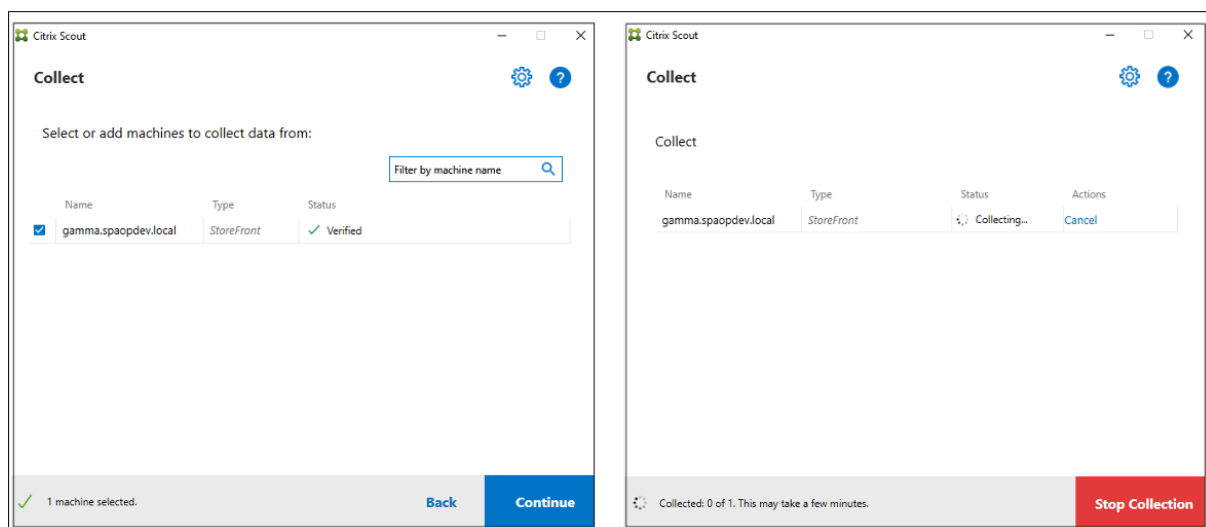 Citrix Scout
Collect
?
Select or add machines to collect data from:
Filter by machine name
Name Type Status
gamma.spaopdev.local StoreFront Verified
1 machine selected.
Back Continue
Citrix Scout
Collect
?
Collect
Name Type Status Actions
gamma.spaopdev.local StoreFront Collecting... Cancel
Collected: 0 of 1. This may take a few minutes.
Stop Collection